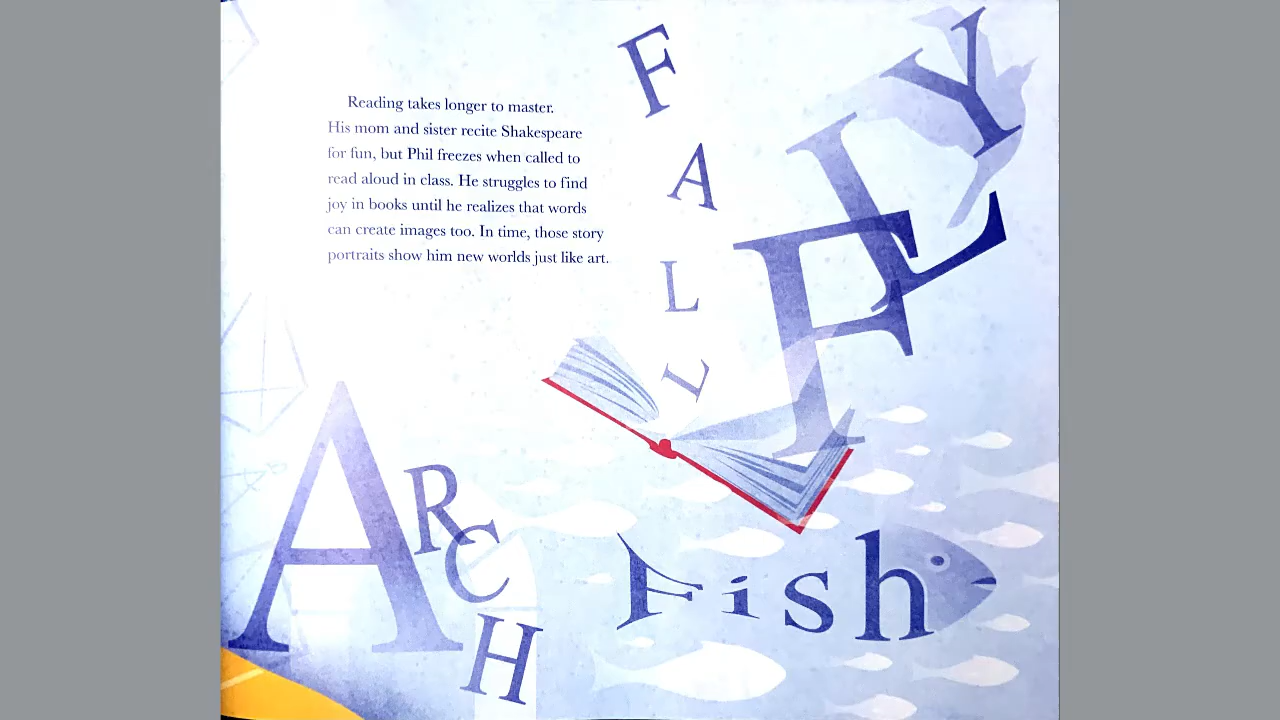 Reading takes longer to master.
His mom and sister recite Shakespeare
for fun, but Phil freezes when called to
read aloud in class. He struggles to find
joy in books until he realizes that words
can create images too. In time, those story
portraits show him new worlds just like art.
FALL
FLY
ARCH
Fish